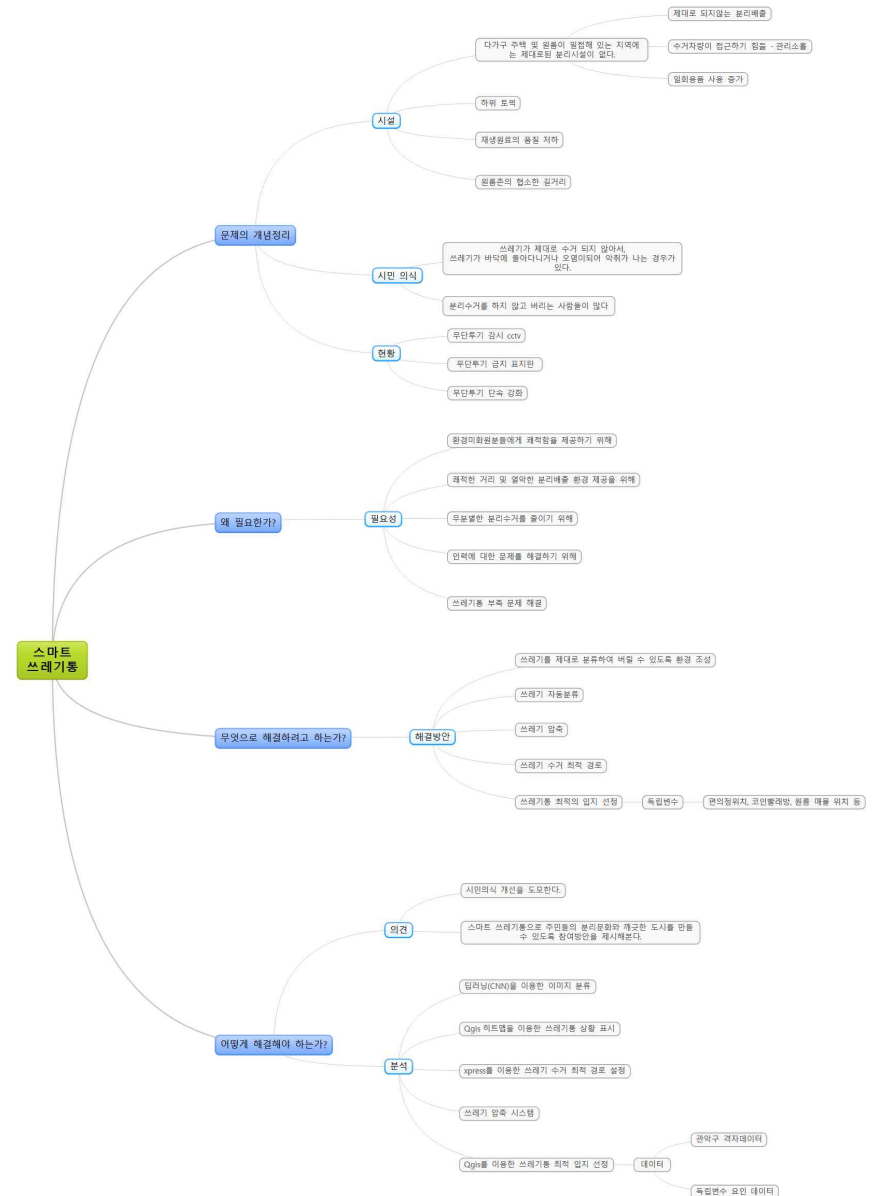 제대로 되지않는 분리배출
다가구 주택 및 원룸이 밀접해 있는 지역에
는 제대로된 분리시설이 없다.
수거차량이 접근하기 힘듦 - 관리소홀
일회용품 사용 증가
시설
하위 토픽
재생원료의 품질 저하
원룸촌의 협소한 길거리
문제의 개념정리
쓰레기가 제대로 수거 되지 않아서,
쓰레기가 바닥에 돌아다니거나 오염이되어 악취가 나는 경우가
있다.
시민 의식
분리수거를 하지 않고 버리는 사람들이 많다
무단투기 감시 cctv
현황
무단투기 금지 표지판
무단투기 단속 강화
환경미화원분들에게 쾌적함을 제공하기 위해
쾌적한 거리 및 열악한 분리배출 환경 제공을 위해
왜 필요한가?
필요성
무분별한 분리수거를 줄이기 위해
인력에 대한 문제를 해결하기 위해
쓰레기통 부족 문제 해결
스마트
쓰레기통
쓰레기를 제대로 분류하여 버릴 수 있도록 환경 조성
쓰레기 자동분류
쓰레기 압축
무엇으로 해결하려고 하는가?
해결방안
쓰레기 수거 최적 경로
쓰레기통 최적의 입지 선정
독립변수
편의점위치, 코인빨래방, 원룸 매물 위치 등
시민의식 개선을 도모한다.
의견
스마트 쓰레기통으로 주민들의 분리문화와 깨끗한 도시를 만들
수 있도록 참여방안을 제시해본다.
딥러닝(CNN)을 이용한 이미지 분류
Qgis 히트맵을 이용한 쓰레기통 상황 표시
어떻게 해결해야 하는가?
분석
xpress를 이용한 쓰레기 수거 최적 경로 설정
쓰레기 압축 시스템
관악구 격자데이터
Qgis를 이용한 쓰레기통 최적 입지 선정
데이터
독립변수 요인 데이터